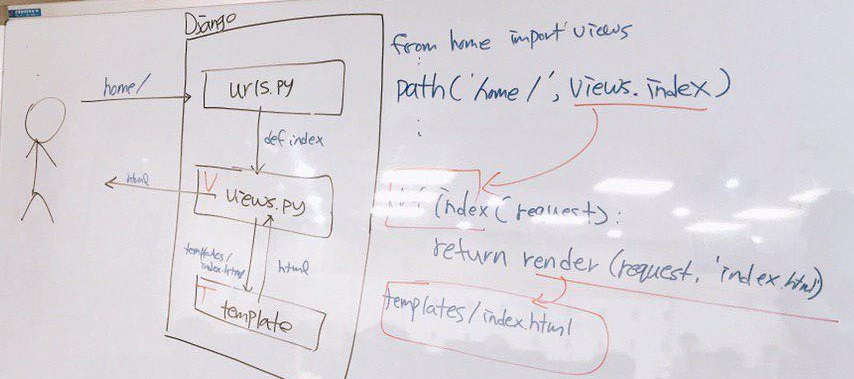 Django
home/
urls.py
def index
V
views.py
html
templates/
index.html
html
T
template
from home import views
path('home/', views.index)
:
index(request):
return render(request, 'index.html)
templates/index.html